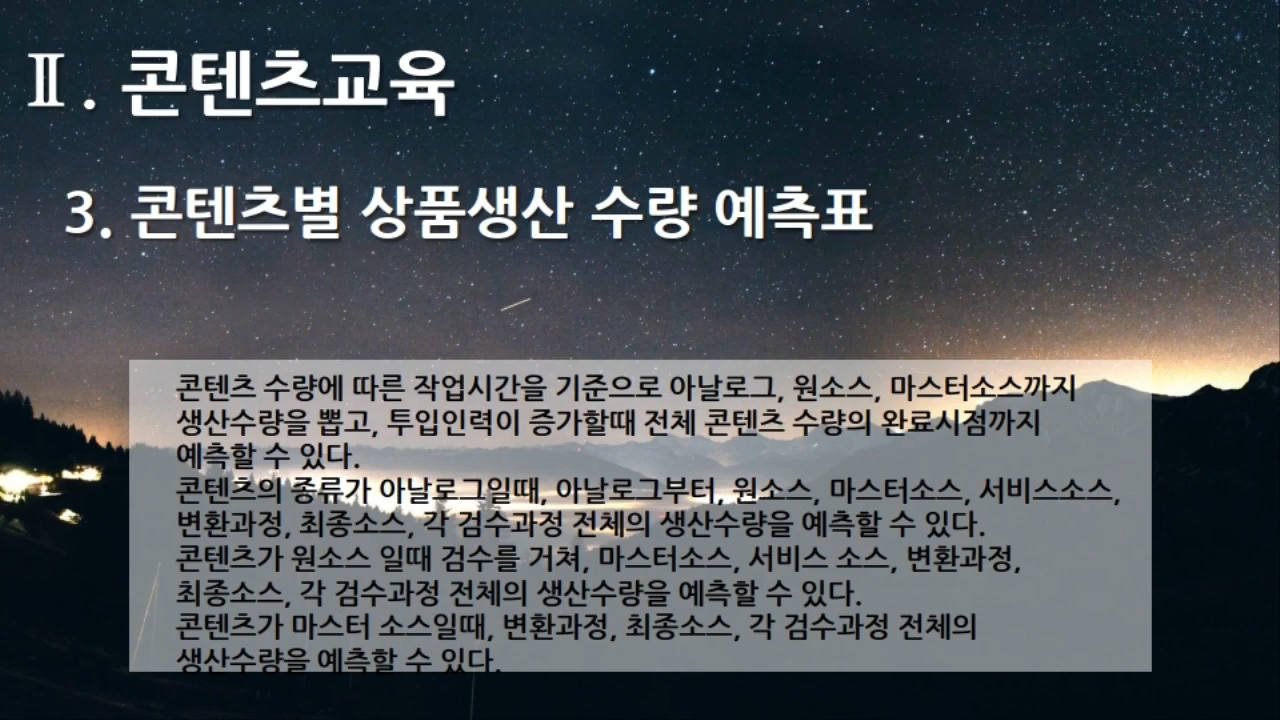 Ⅱ. 콘텐츠교육
3. 콘텐츠별 상품생산 수량 예측표
콘텐츠 수량에 따른 작업시간을 기준으로 아날로그, 원소스, 마스터소스까지
생산수량을 뽑고, 투입인력이 증가할때 전체 콘텐츠 수량의 완료시점까지
예측할 수 있다.
콘텐츠의 종류가 아날로그일때, 아날로그부터, 원소스, 마스터소스, 서비스소스,
변환과정, 최종소스, 각 검수과정 전체의 생산수량을 예측할 수 있다.
콘텐츠가 원소스 일때 검수를 거쳐, 마스터소스, 서비스 소스, 변환과정,
최종소스, 각 검수과정 전체의 생산수량을 예측할 수 있다.
콘텐츠가 마스터 소스일때, 변환과정, 최종소스, 각 검수과정 전체의
생산수량을 예측할 수 있다.